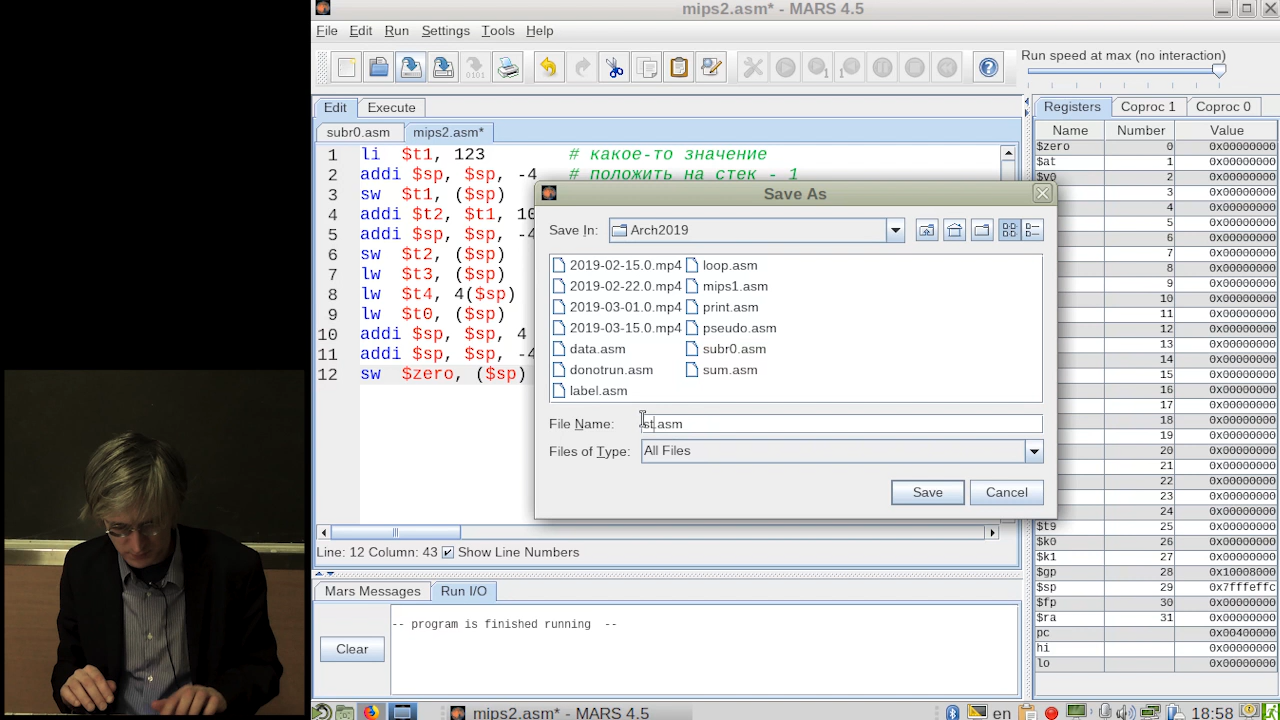 mips2.asm* - MARS 4.5
File Edit Run Settings Tools Help
Run speed at max (no interaction)
Edit Execute
subr0.asm mips2.asm*
1 li $t1, 123 # какое-то значение
2 addi $sp, $sp, -4 # положить на стек - 1
3 sw $t1, ($sp)
4 addi $t2, $t1, 10
5 addi $sp, $sp, -4
6 sw $t2, ($sp)
7 lw $t3, ($sp)
8 lw $t4, 4($sp)
9 lw $t0, ($sp)
10 addi $sp, $sp, 4
11 addi $sp, $sp, -4
12 sw $zero, ($sp)
Line: 12 Column: 43 Show Line Numbers
Save As
Save In: Arch2019
2019-02-15.0.mp4 loop.asm
2019-02-22.0.mp4 mips1.asm
2019-03-01.0.mp4 print.asm
2019-03-15.0.mp4 pseudo.asm
data.asm subr0.asm
donotrun.asm sum.asm
label.asm
File Name: st.asm
Files of Type: All Files
Save Cancel
Mars Messages Run I/O
-- program is finished running --
Clear
Registers Coproc 1 Coproc 0
Name Number Value
$zero 0 0x00000000
$at 1 0x00000000
$v0 2 0x00000000
3 0x00000000
4 0x00000000
5 0x00000000
6 0x00000000
7 0x00000000
8 0x00000000
9 0x00000000
10 0x00000000
11 0x00000000
12 0x00000000
13 0x00000000
14 0x00000000
15 0x00000000
16 0x00000000
17 0x00000000
18 0x00000000
19 0x00000000
20 0x00000000
21 0x00000000
22 0x00000000
23 0x00000000
24 0x00000000
$t9 25 0x00000000
$k0 26 0x00000000
$k1 27 0x00000000
$gp 28 0x10008000
$sp 29 0x7fffeffc
$fp 30 0x00000000
$ra 31 0x00000000
pc 0x00400000
hi 0x00000000
lo 0x00000000
mips2.asm* - MARS 4.5
en
18:58